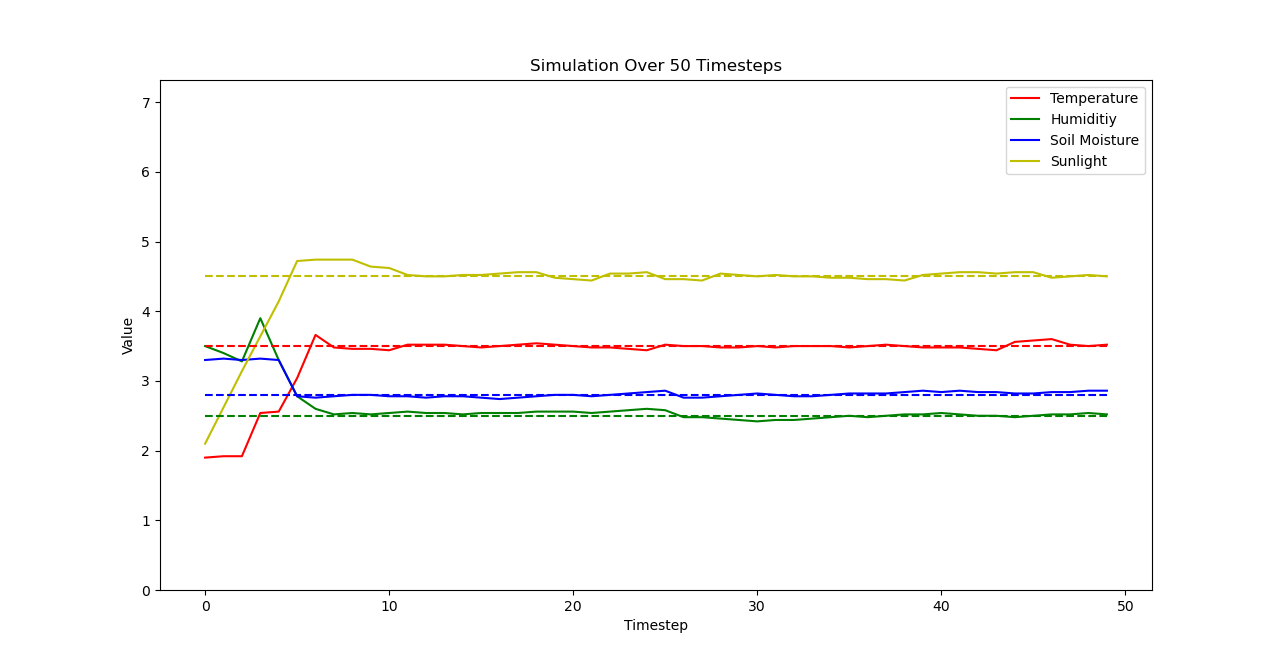 Simulation Over 50 Timesteps
Temperature
Humiditiy
Soil Moisture
Sunlight
Value
7
6
5
4
3
2
1
0
0 10 20 30 40 50
Timestep